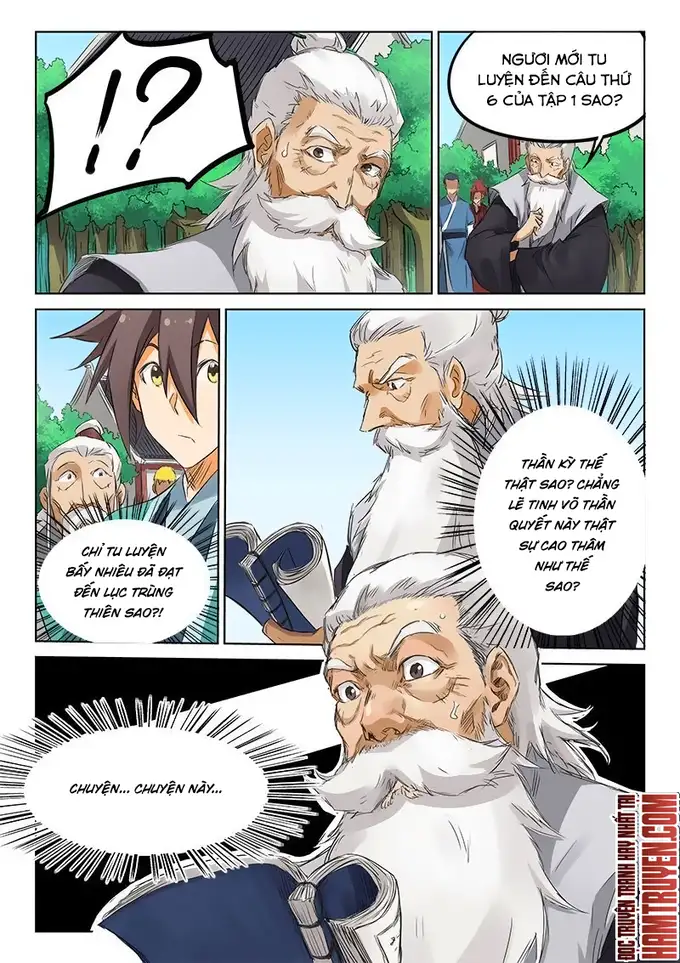 !?
NGƯƠI MỚI TU
LUYỆN ĐẾN CÂU THỨ
6 CỦA TẬP 1 SAO?
CHỈ TU LUYỆN
BẤY NHIÊU ĐÃ ĐẠT
ĐẾN LỤC TRÙNG
THIÊN SAO?!
THẦN KỲ THẾ
THẬT SAO? CHẲNG
LẼ TINH VÕ THẦN
QUYẾT NÀY THẬT
SỰ CAO THÂM
NHƯ THẾ
SAO?
CHUYỆN... CHUYỆN NÀY...
ĐỌC TRUYỆN TRANH HAY NHẤT TẠI
HAMTRUYEN.COM